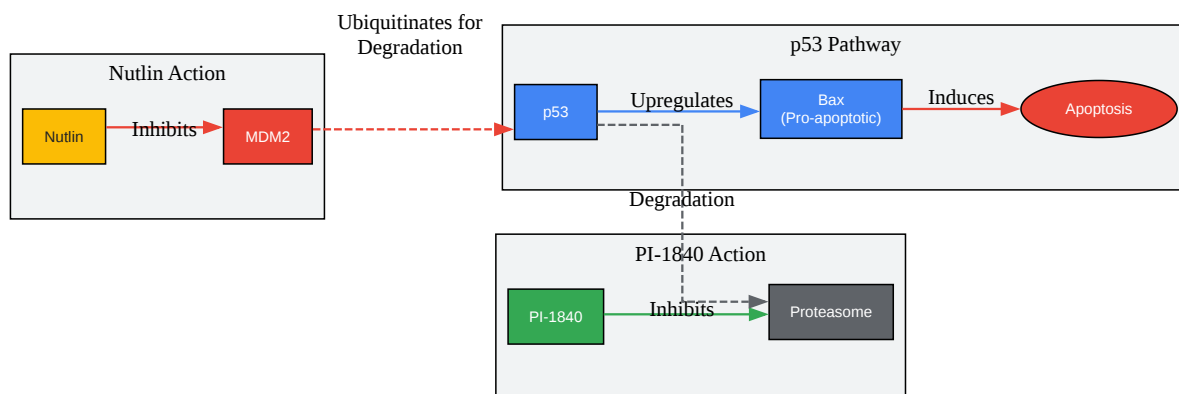 Ubiquitinates for
Degradation
p53 Pathway
Nutlin Action
Nutlin
Inhibits
MDM2
p53
Upregulates
Bax
(Pro-apoptotic)
Induces
Apoptosis
Degradation
PI-1840 Action
PI-1840
Inhibits
Proteasome